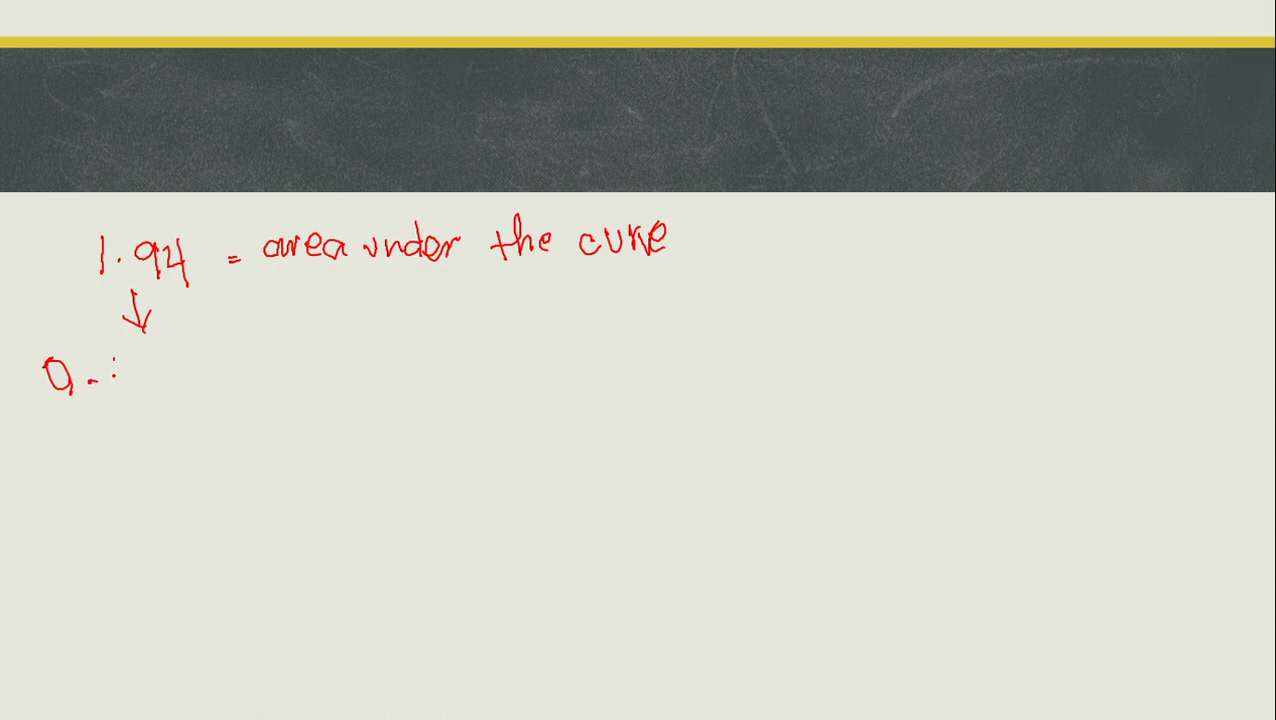 1.94 = area under the curve
↓
0.